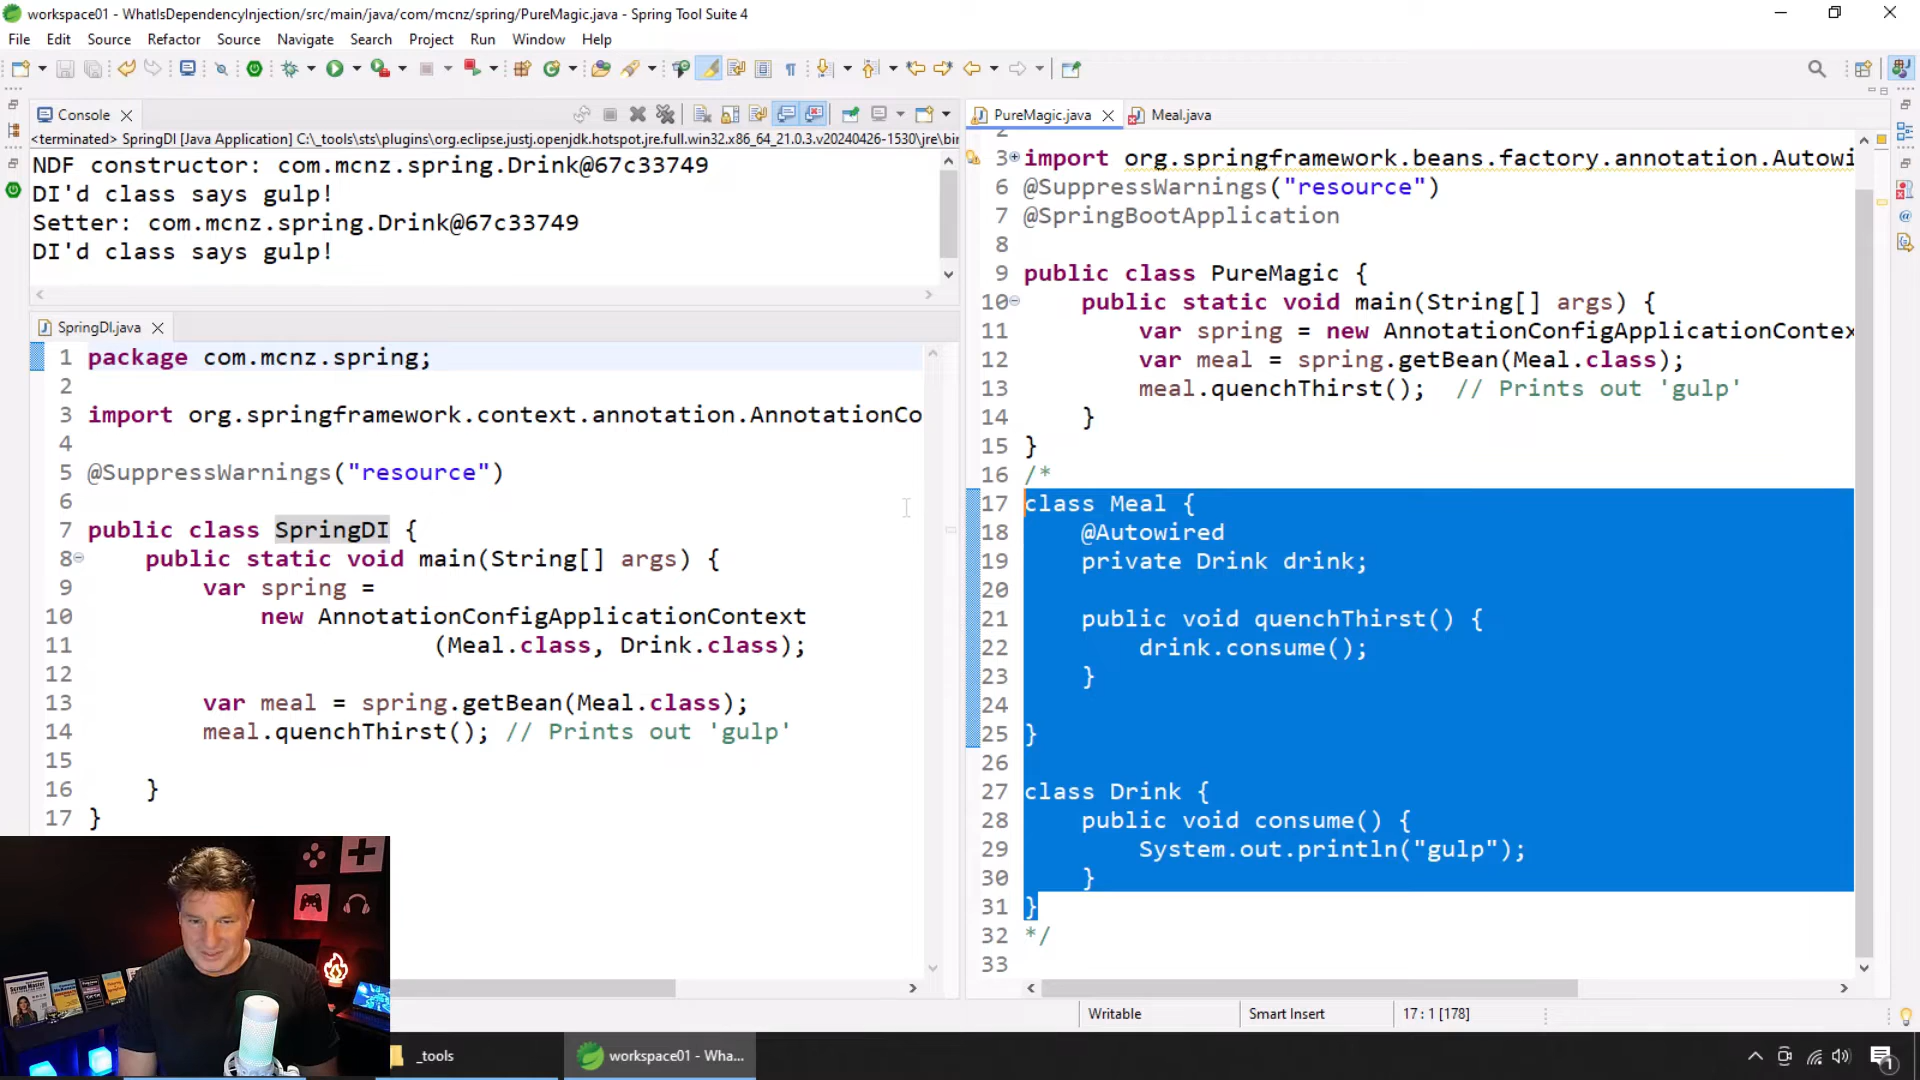 workspace01 - WhatIsDependencyInjection/src/main/java/com/mcnz/spring/PureMagic.java - Spring Tool Suite 4
File Edit Source Refactor Source Navigate Search Project Run Window Help
Console
<terminated> SpringDI [Java Application] C:\_tools\sts\plugins\org.eclipse.justj.openjdk.hotspot.jre.full.win32.x86_64_21.0.3.v20240426-1530\jre\bin
NDF constructor: com.mcnz.spring.Drink@67c33749
DI'd class says gulp!
Setter: com.mcnz.spring.Drink@67c33749
DI'd class says gulp!
SpringDI.java
1 package com.mcnz.spring;
2
3 import org.springframework.context.annotation.AnnotationCo
4
5 @SuppressWarnings("resource")
6
7 public class SpringDI {
8 public static void main(String[] args) {
9 var spring =
10 new AnnotationConfigApplicationContext
11 (Meal.class, Drink.class);
12
13 var meal = spring.getBean(Meal.class);
14 meal.quenchThirst(); // Prints out 'gulp'
15
16 }
17 }
PureMagic.java Meal.java
2
3 import org.springframework.beans.factory.annotation.Autowi
6 @SuppressWarnings("resource")
7 @SpringBootApplication
8
9 public class PureMagic {
10 public static void main(String[] args) {
11 var spring = new AnnotationConfigApplicationContex
12 var meal = spring.getBean(Meal.class);
13 meal.quenchThirst(); // Prints out 'gulp'
14 }
15 }
16 /*
17 class Meal {
18 @Autowired
19 private Drink drink;
20
21 public void quenchThirst() {
22 drink.consume();
23 }
24
25 }
26
27 class Drink {
28 public void consume() {
29 System.out.println("gulp");
30 }
31 }
32 */
33
Writable Smart Insert 17 : 1 [178]
_tools workspace01 - Wha...
1